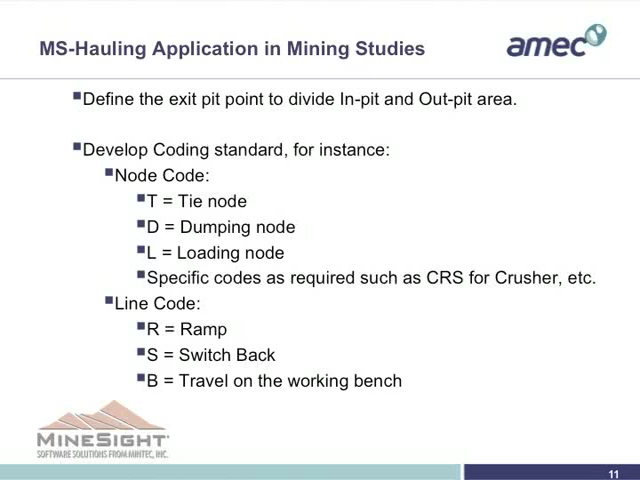 MS-Hauling Application in Mining Studies
amec
Define the exit pit point to divide In-pit and Out-pit area.
Develop Coding standard, for instance:
Node Code:
T = Tie node
D = Dumping node
L = Loading node
Specific codes as required such as CRS for Crusher, etc.
Line Code:
R = Ramp
S = Switch Back
B = Travel on the working bench
MINESIGHT®
SOFTWARE SOLUTIONS FROM MINTEC, INC.
11